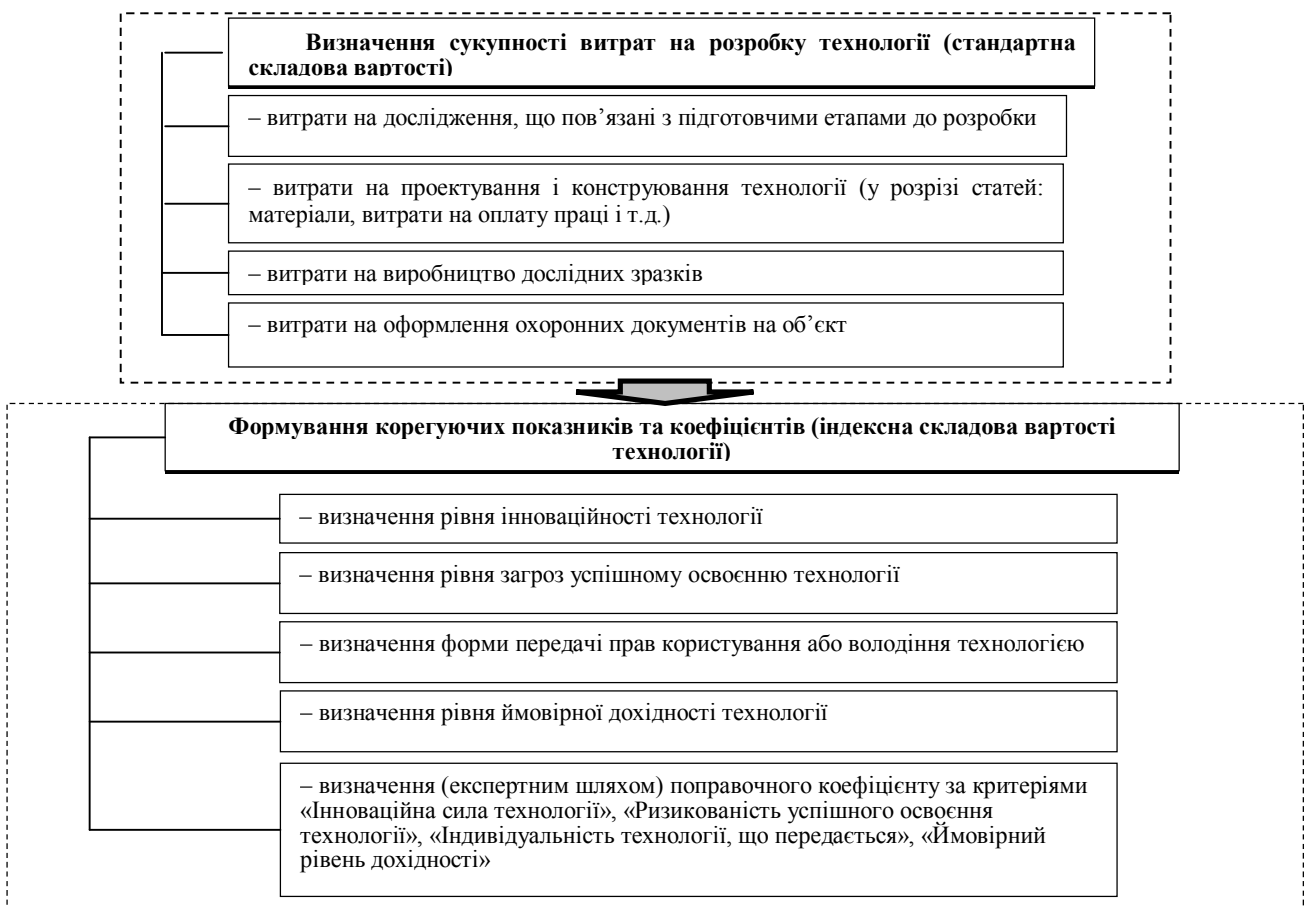 Визначення сукупності витрат на розробку технології (стандартна
складова вартості)
– витрати на дослідження, що пов’язані з підготовчими етапами до розробки
– витрати на проектування і конструювання технології (у розрізі статей:
матеріали, витрати на оплату праці і т.д.)
– витрати на виробництво дослідних зразків
– витрати на оформлення охоронних документів на об’єкт
Формування корегуючих показників та коефіцієнтів (індексна складова вартості
технології)
– визначення рівня інноваційності технології
– визначення рівня загроз успішному освоєнню технології
– визначення форми передачі прав користування або володіння технологією
– визначення рівня ймовірної дохідності технології
– визначення (експертним шляхом) поправочного коефіцієнту за критеріями
«Інноваційна сила технології», «Ризикованість успішного освоєння
технології», «Індивідуальність технології, що передається», «Ймовірний
рівень дохідності»